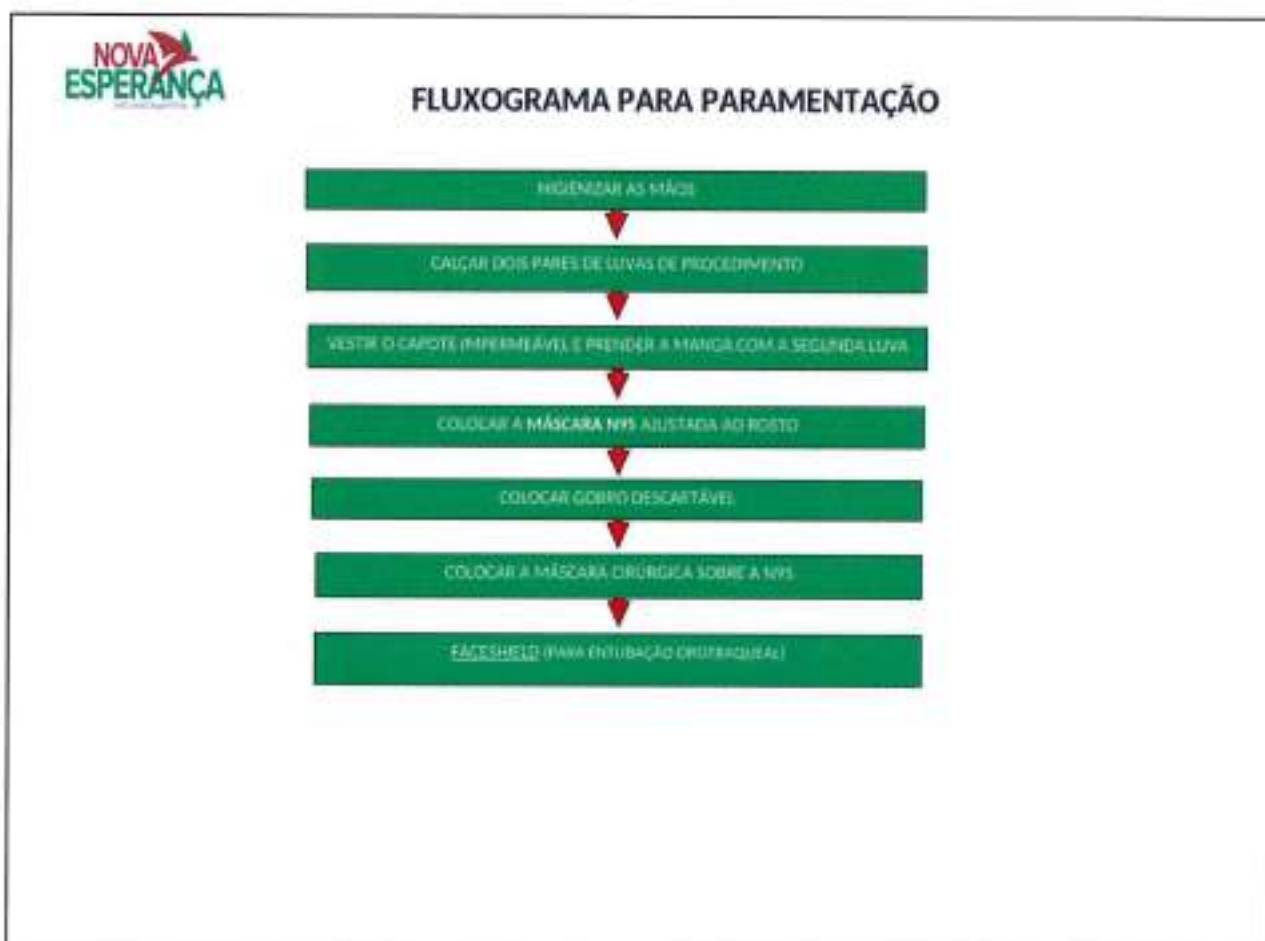 NOVA
ESPERANÇA
FLUXOGRAMA PARA PARAMENTAÇÃO
HIGIENIZAR AS MÃOS
CALÇAR DOIS PARES DE LUVAS DE PROCEDIMENTO
VESTIR O CAPOTE IMPERMEÁVEL E PRENDER A MANGA COM A SEGUNDA LUVA
COLOCAR A MÁSCARA N95 AJUSTADA AO ROSTO
COLOCAR GORRO DESCARTÁVEL
COLOCAR A MÁSCARA CIRÚRGICA SOBRE A N95
FACESHIELD (PARA ENTUBAÇÃO OROTRAQUEAL)